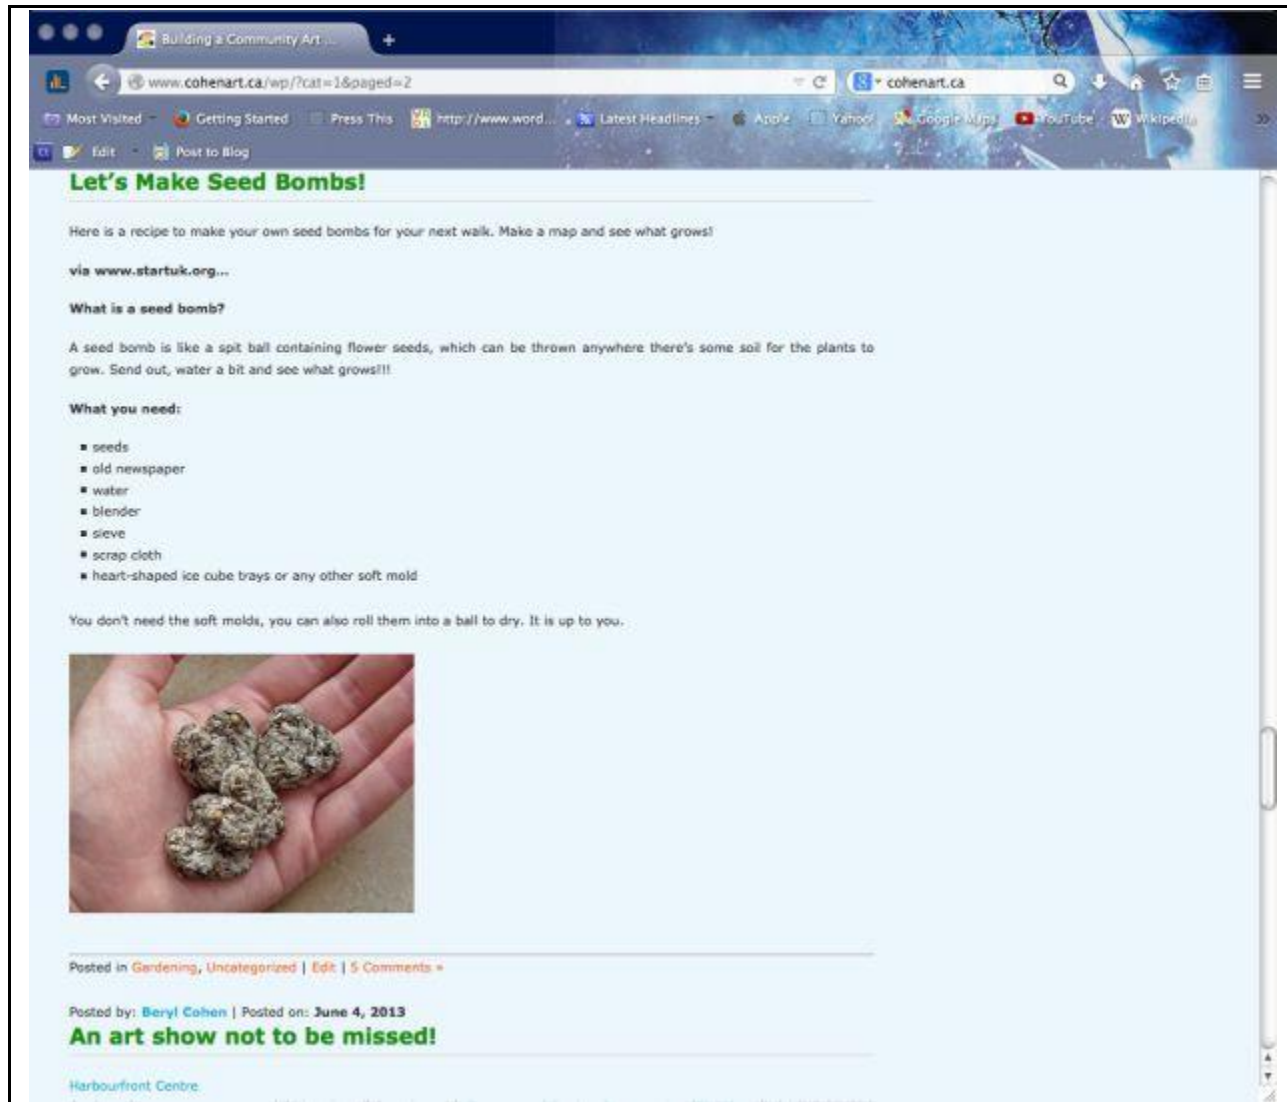 Building a Community Art ...
www.cohenart.ca/wp/?cat=1&paged=2
cohenart.ca
Most Visited
Getting Started
Press This
http://www.word...
Latest Headlines
Apple
Yahoo!
Google Maps
YouTube
Wikipedia
Edit
Post to Blog
Let's Make Seed Bombs!
Here is a recipe to make your own seed bombs for your next walk. Make a map and see what grows!
via www.startuk.org...
What is a seed bomb?
A seed bomb is like a spit ball containing flower seeds, which can be thrown anywhere there's some soil for the plants to
grow. Send out, water a bit and see what grows!!!
What you need:
seeds
old newspaper
water
blender
sieve
scrap cloth
heart-shaped ice cube trays or any other soft mold
You don't need the soft molds, you can also roll them into a ball to dry. It is up to you.
Posted in Gardening, Uncategorized | Edit | 5 Comments »
Posted by: Beryl Cohen | Posted on: June 4, 2013
An art show not to be missed!
Harbourfront Centre